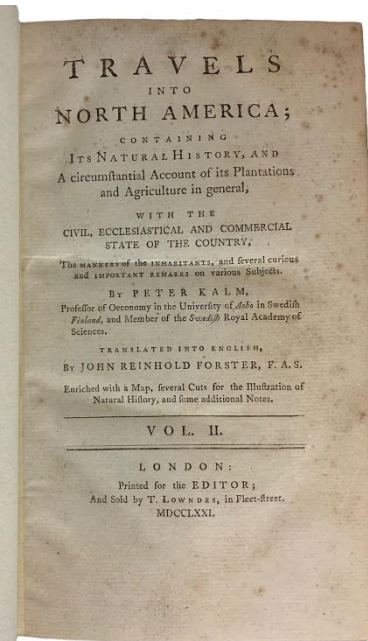 TRAVELS
INTO
NORTH AMERICA;
CONTAINING
ITS NATURAL HISTORY, AND
A circumſtantial Account of its Plantations
and Agriculture in general,
WITH THE
CIVIL, ECCLESIASTICAL AND COMMERCIAL
STATE OF THE COUNTRY,
The MANNERS of the INHABITANTS, and ſeveral curious
and IMPORTANT REMARKS on various Subjects.
BY PETER KALM,
Profeſſor of Oeconomy in the Univerſity of Aobo in Swediſh
Finland, and Member of the Swediſh Royal Academy of
Sciences.
TRANSLATED INTO ENGLISH,
BY JOHN REINHOLD FORSTER, F. A. S.
Enriched with a Map, ſeveral Cuts for the Illuſtration of
Natural Hiſtory, and ſome additional Notes.
VOL. II.
LONDON:
Printed for the EDITOR;
And Sold by T. LOWNDES, in Fleet-ſtreet.
MDCCLXXI.